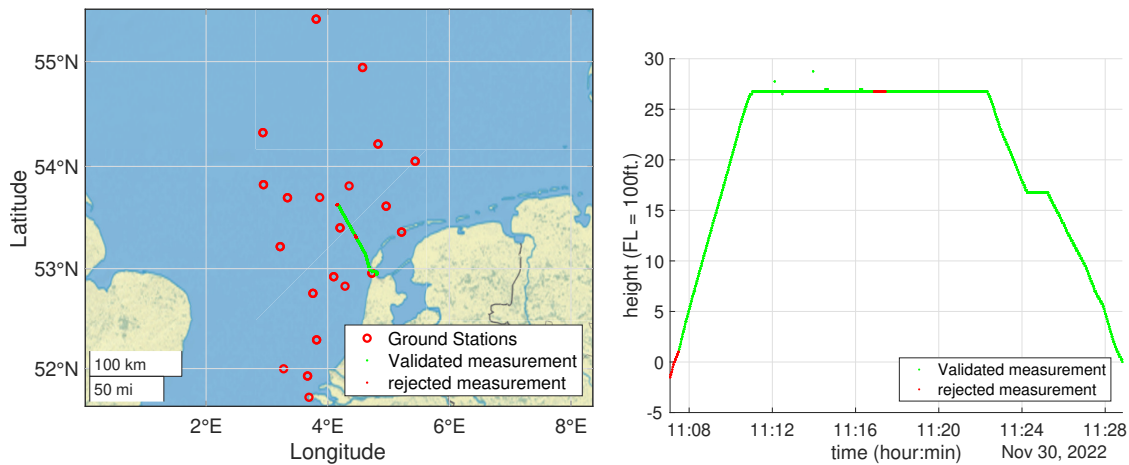 55°N
54°N
53°N
52°N
Latitude
100 km
50 mi
Ground Stations
Validated measurement
rejected measurement
2°E 4°E 6°E 8°E
Longitude
30
25
20
15
10
5
0
-5
height (FL = 100ft.)
Validated measurement
rejected measurement
11:08 11:12 11:16 11:20 11:24 11:28
time (hour:min) Nov 30, 2022